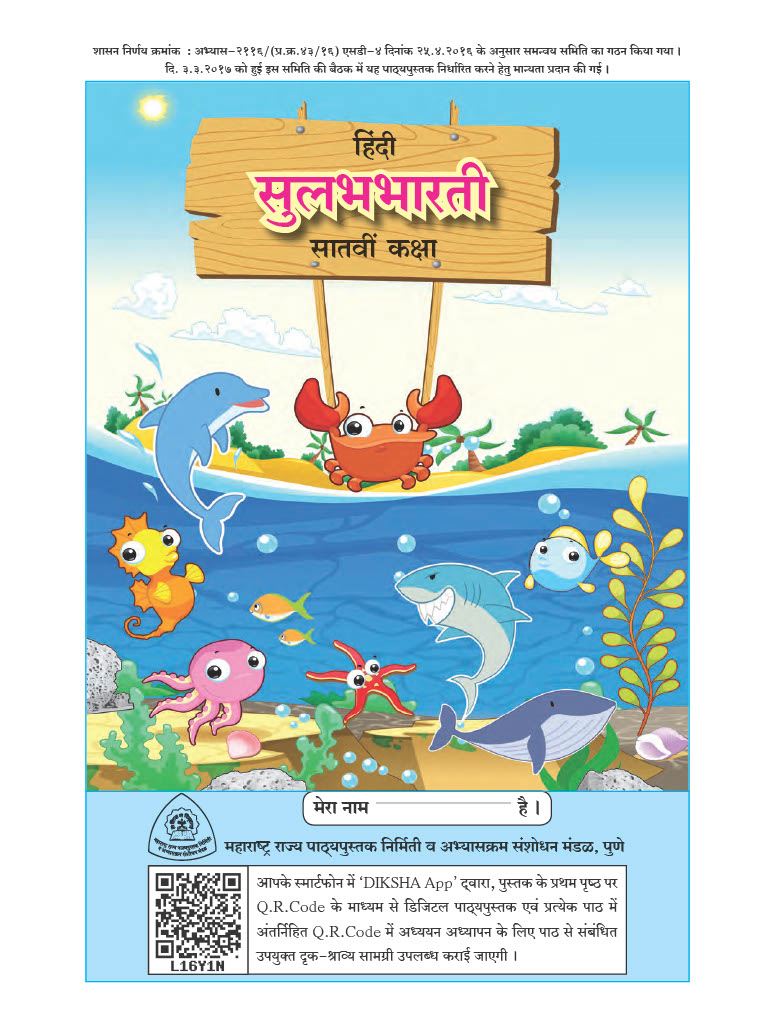 शासन निर्णय क्रमांक : अभ्यास-२११६/(प्र.क्र.४३/१६) एसडी-४ दिनांक २५.४.२०१६ के अनुसार समन्वय समिति का गठन किया गया ।
दि. ३.३.२०१७ को हुई इस समिति की बैठक में यह पाठ्यपुस्तक निर्धारित करने हेतु मान्यता प्रदान की गई ।
हिंदी
सुलभभारती
सातवीं कक्षा
मेरा नाम है ।
महाराष्ट्र राज्य पाठ्यपुस्तक निर्मिती व अभ्यासक्रम संशोधन मंडळ, पुणे
आपके स्मार्टफोन में ‘DIKSHA App’ द्वारा, पुस्तक के प्रथम पृष्ठ पर
Q.R.Code के माध्यम से डिजिटल पाठ्यपुस्तक एवं प्रत्येक पाठ में
अंतर्निहित Q.R.Code में अध्ययन अध्यापन के लिए पाठ से संबंधित
उपयुक्त दृक-श्राव्य सामग्री उपलब्ध कराई जाएगी ।
L16Y1N